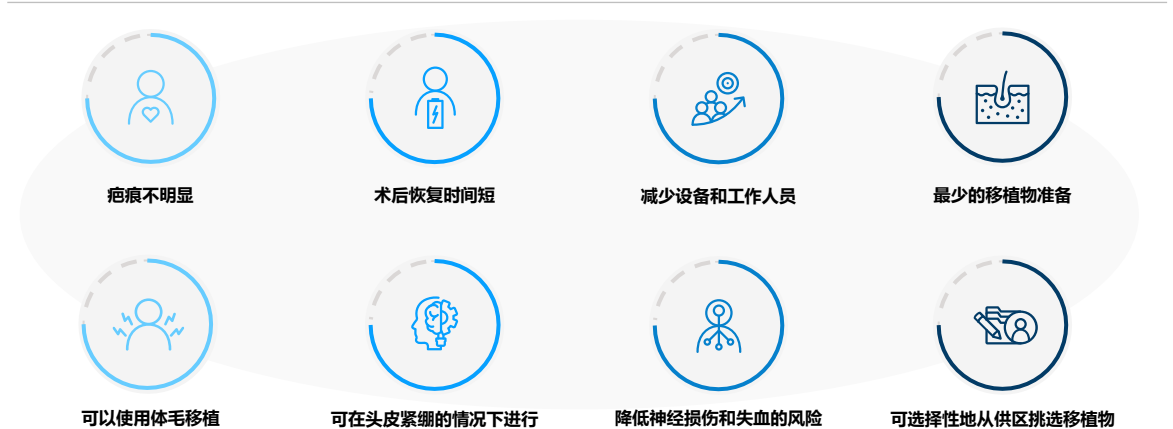 疤痕不明显
术后恢复时间短
减少设备和工作人员
最少的移植物准备
可以使用体毛移植
可在头皮紧绷的情况下进行
降低神经损伤和失血的风险
可选择性地从供区挑选移植物